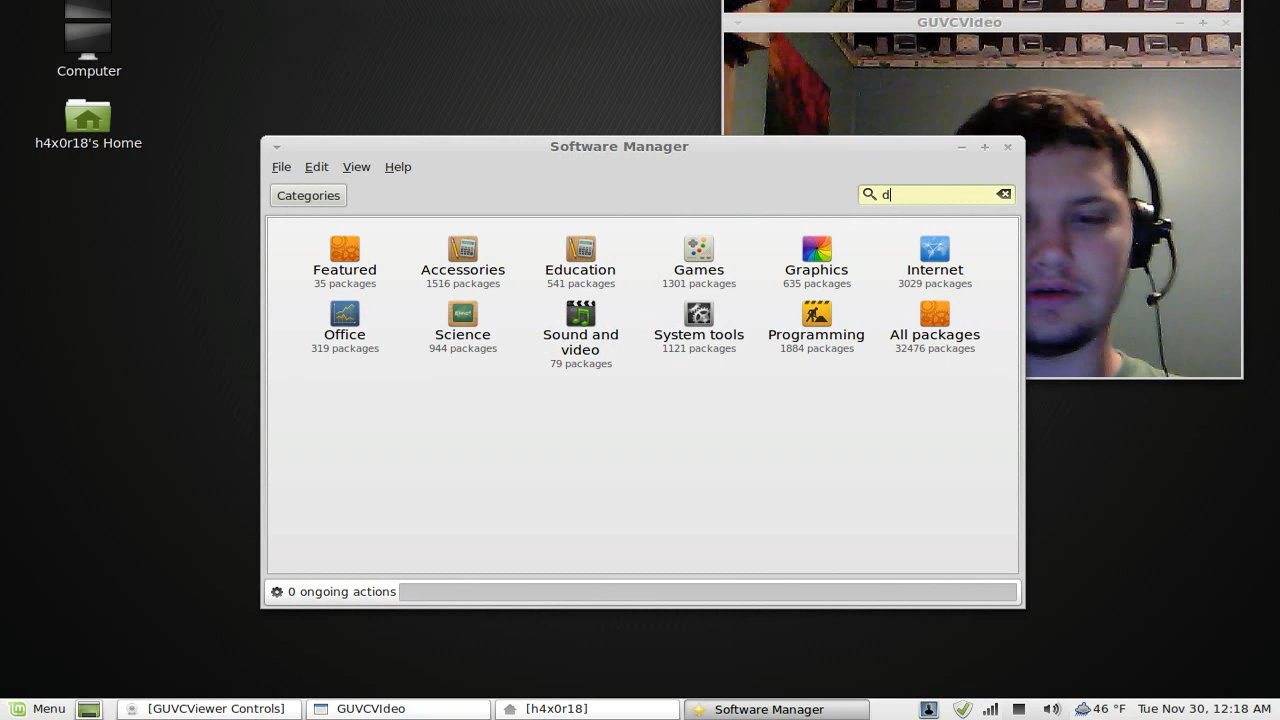 GUVCVIdeo
Computer
h4x0r18's Home
Software Manager
File Edit View Help
Categories
d
Featured Accessories Education Games Graphics Internet
35 packages 1516 packages 541 packages 1301 packages 635 packages 3029 packages
Office Science Sound and video System tools Programming All packages
319 packages 944 packages 79 packages 1121 packages 1884 packages 32476 packages
0 ongoing actions
Menu [GUVCViewer Controls] GUVCVIdeo [h4x0r18] Software Manager 46 °F Tue Nov 30, 12:18 AM